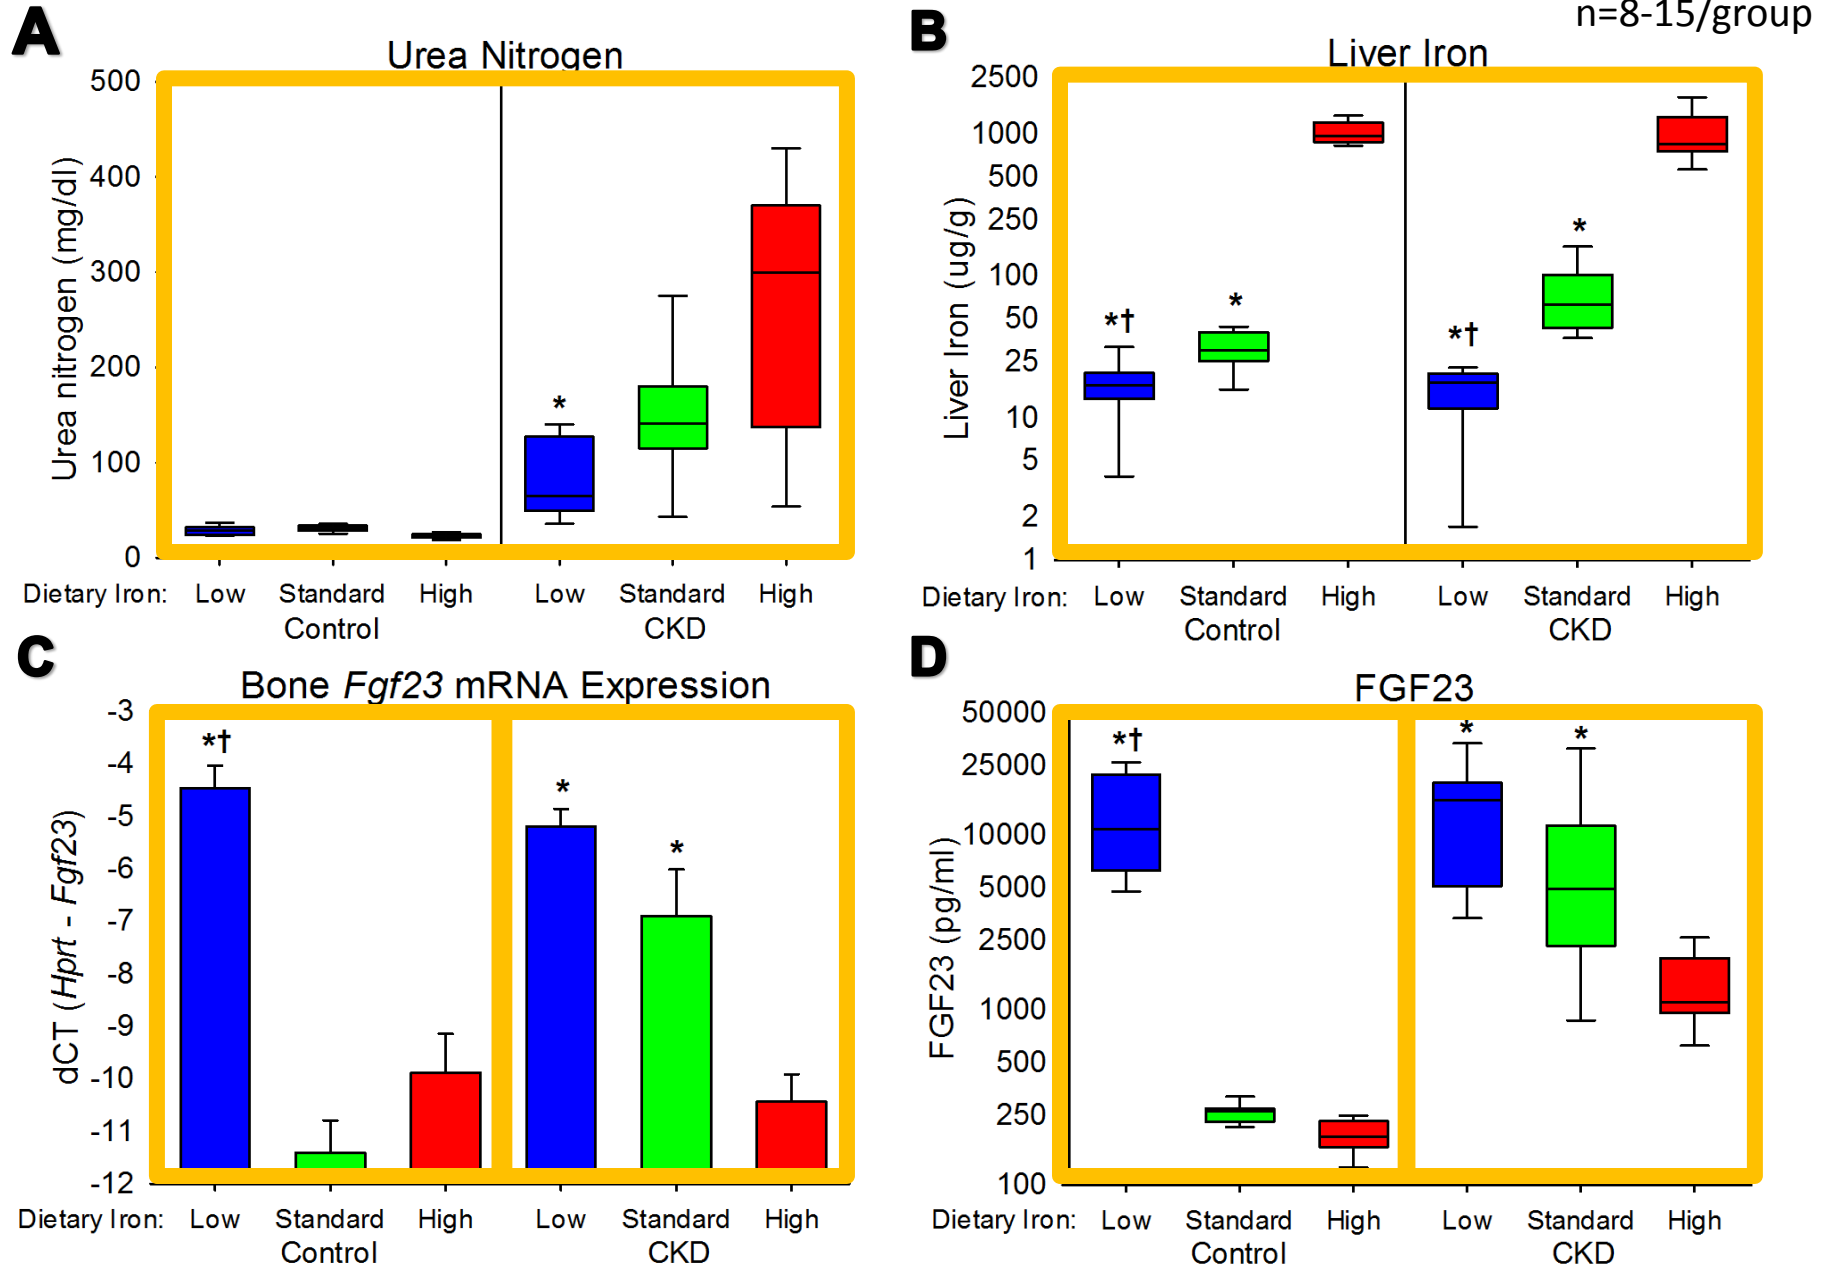 n=8-15/group
A
Urea Nitrogen
Urea nitrogen (mg/dl)
500
400
300
200
100
0
*
Dietary Iron: Low Standard High Low Standard High
Control CKD
B
Liver Iron
Liver Iron (ug/g)
2500
1000
500
250
100
50
25
10
5
2
1
*† * *† *
Dietary Iron: Low Standard High Low Standard High
Control CKD
C
Bone Fgf23 mRNA Expression
dCT (Hprt - Fgf23)
-3
-4
-5
-6
-7
-8
-9
-10
-11
-12
*† * *
Dietary Iron: Low Standard High Low Standard High
Control CKD
D
FGF23
FGF23 (pg/ml)
50000
25000
10000
5000
2500
1000
500
250
100
*† * *
Dietary Iron: Low Standard High Low Standard High
Control CKD